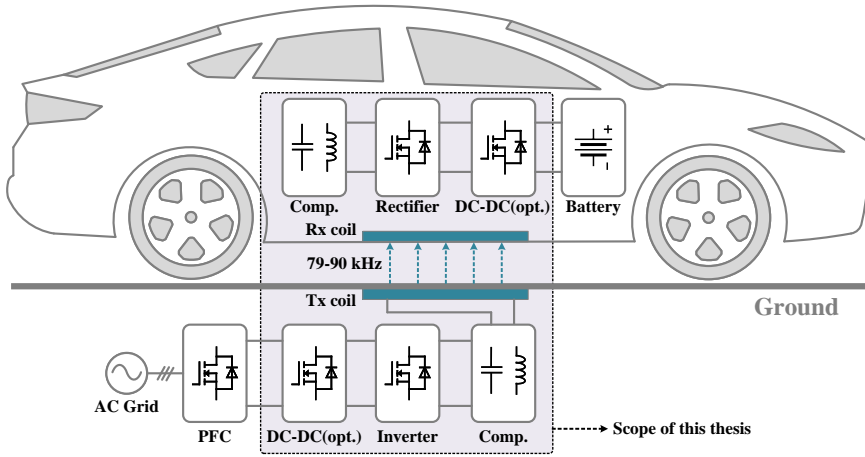 Comp.
Rectifier
DC-DC(opt.)
Battery
Rx coil
79-90 kHz
Tx coil
Ground
AC Grid
PFC
DC-DC(opt.)
Inverter
Comp.
Scope of this thesis